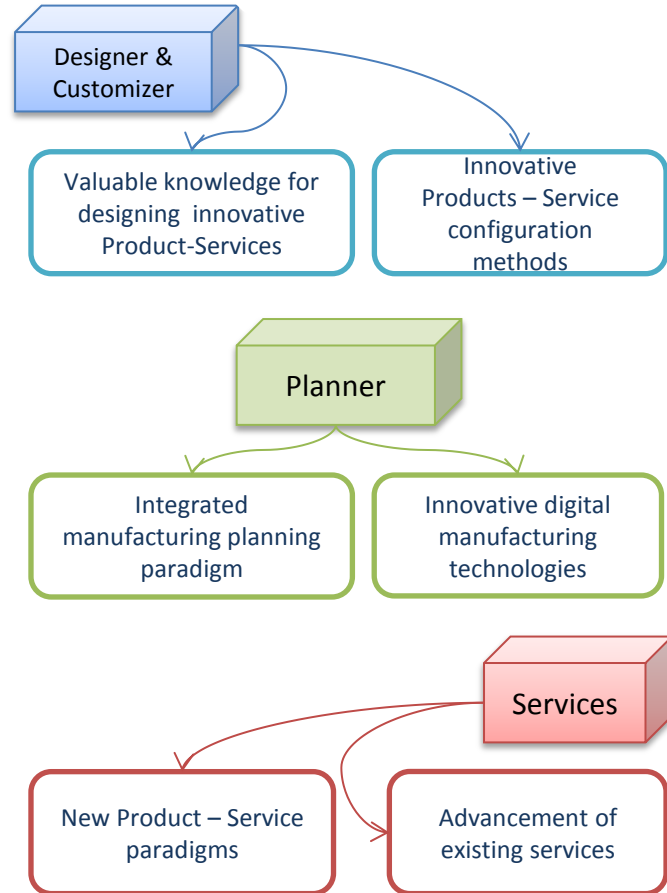 Designer &
Customizer
Valuable knowledge for
designing innovative
Product-Services
Innovative
Products – Service
configuration
methods
Planner
Integrated
manufacturing planning
paradigm
Innovative digital
manufacturing
technologies
Services
New Product – Service
paradigms
Advancement of
existing services